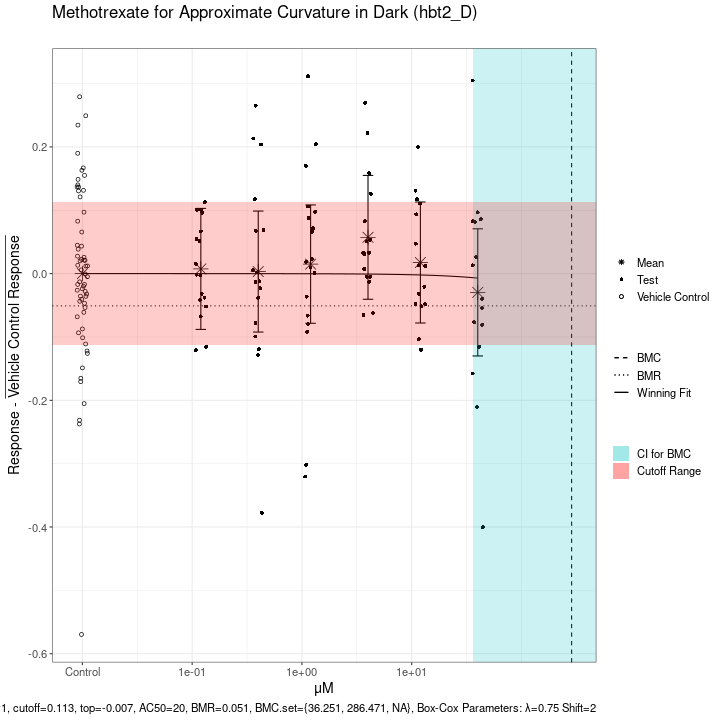 Methotrexate for Approximate Curvature in Dark (hbt2_D)
Response - Vehicle Control Response
0.2
0.0
-0.2
-0.4
-0.6
Control
1e-01
1e+00
1e+01
μM
Mean
Test
Vehicle Control
BMC
BMR
Winning Fit
CI for BMC
Cutoff Range
1, cutoff=0.113, top=-0.007, AC50=20, BMR=0.051, BMC.set={36.251, 286.471, NA}, Box-Cox Parameters: λ=0.75 Shift=2